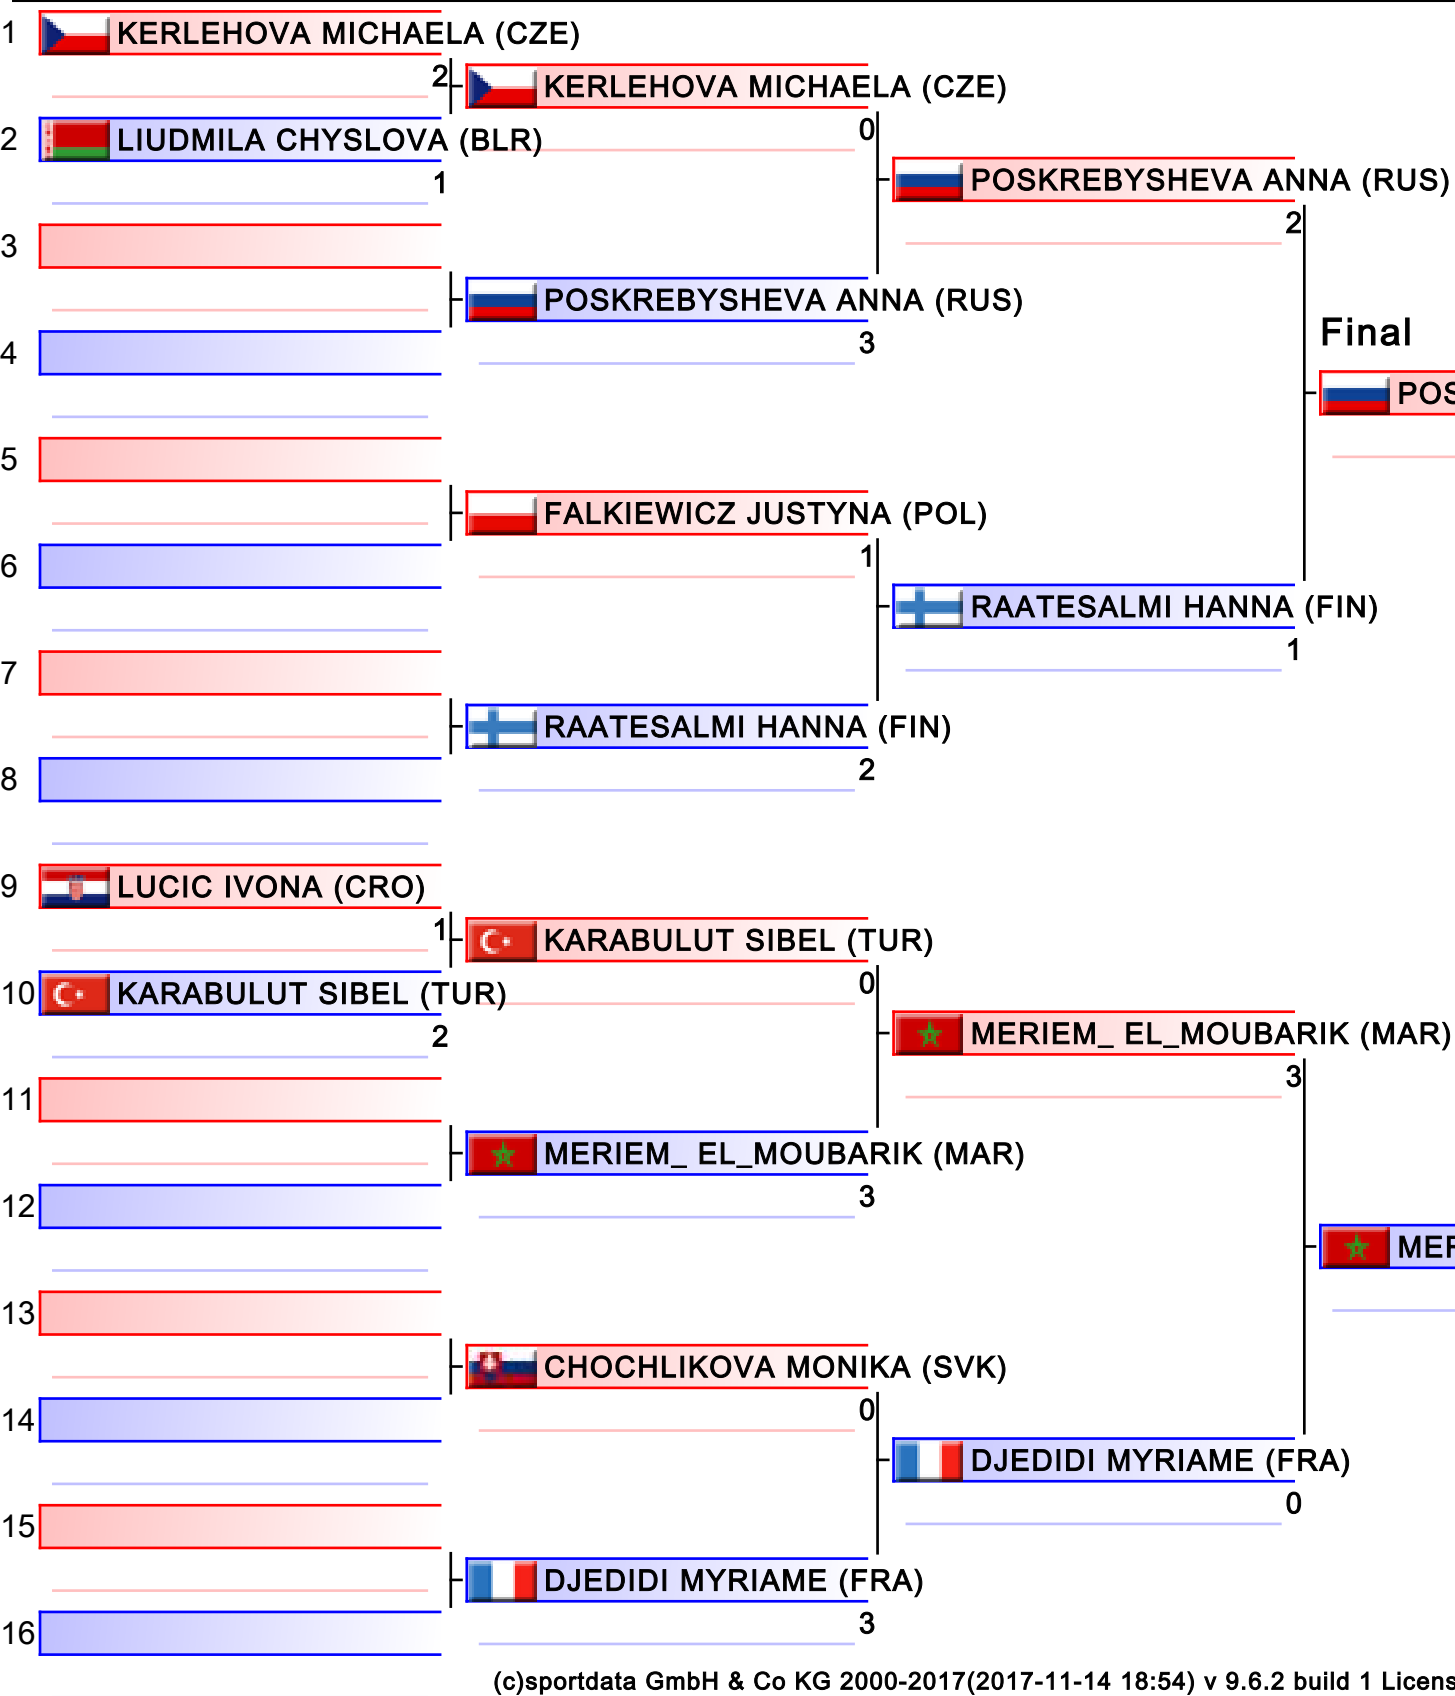 1 KERLEHOVA MICHAELA (CZE)
2
KERLEHOVA MICHAELA (CZE)
0
2 LIUDMILA CHYSLOVA (BLR)
1
POSKREBYSHEVA ANNA (RUS)
2
3
POSKREBYSHEVA ANNA (RUS)
3
Final
4
POS
5
FALKIEWICZ JUSTYNA (POL)
1
6
RAATESALMI HANNA (FIN)
1
7
RAATESALMI HANNA (FIN)
2
8
9 LUCIC IVONA (CRO)
1
KARABULUT SIBEL (TUR)
0
10 KARABULUT SIBEL (TUR)
2
MERIEM_ EL_MOUBARIK (MAR)
3
11
MERIEM_ EL_MOUBARIK (MAR)
3
12
MER
13
CHOCHLIKOVA MONIKA (SVK)
0
14
DJEDIDI MYRIAME (FRA)
0
15
DJEDIDI MYRIAME (FRA)
3
16
(c)sportdata GmbH & Co KG 2000-2017(2017-11-14 18:54) v 9.6.2 build 1 Licens